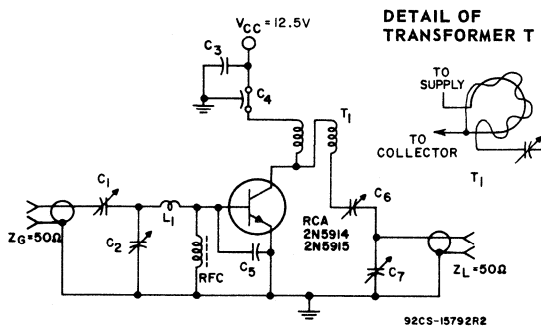 DETAIL OF
TRANSFORMER T
VCC = 12.5V
C3
C4
TO
SUPPLY
T1
TO
COLLECTOR
T1
C1
L1
C6
RCA
2N5914
2N5915
ZG=50Ω
C2
RFC
C5
C7
ZL=50Ω
92CS-15792R2